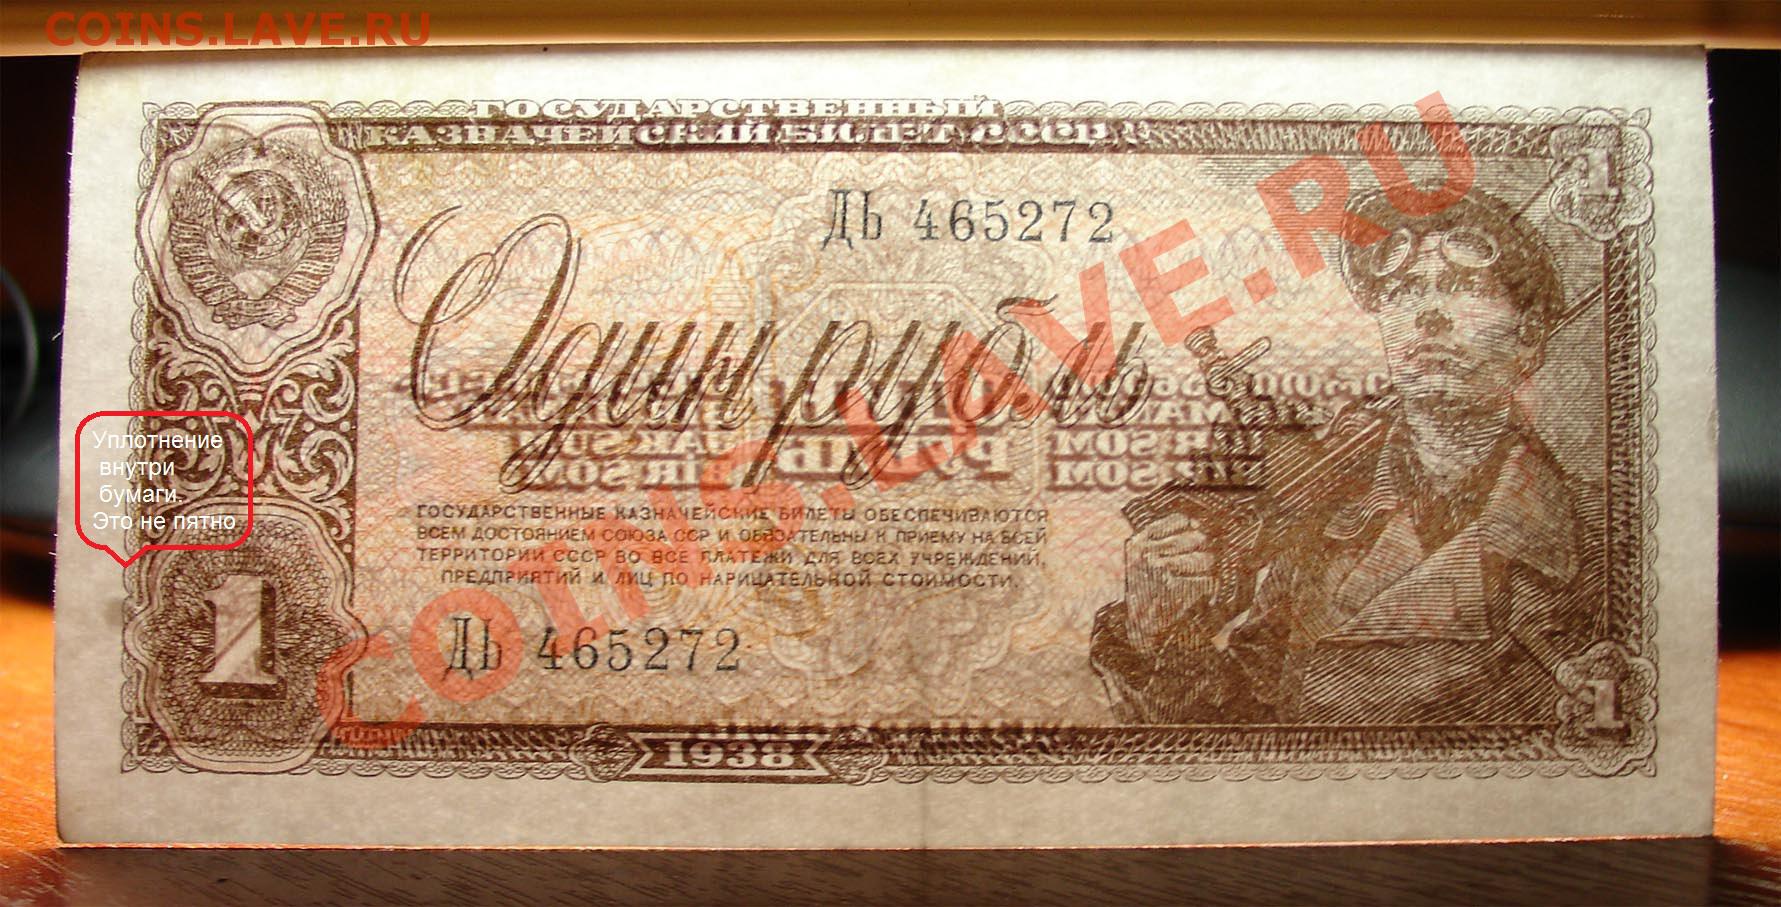 COINS.LAVE.RU
ГОСУДАРСТВЕННЫЙ
КАЗНАЧЕЙСКИЙ БИЛЕТ СССР
1
ДЬ 465272
Один рубль
Уплотнение
внутри
бумаги.
Это не пятно
ГОСУДАРСТВЕННЫЕ КАЗНАЧЕЙСКИЕ БИЛЕТЫ ОБЕСПЕЧИВАЮТСЯ
ВСЕМ ДОСТОЯНИЕМ СОЮЗА ССР И ОБЯЗАТЕЛЬНЫ К ПРИЕМУ НА ВСЕЙ
ТЕРРИТОРИИ СССР ВО ВСЕ ПЛАТЕЖИ ДЛЯ ВСЕХ УЧРЕЖДЕНИЙ,
ПРЕДПРИЯТИЙ И ЛИЦ ПО НАРИЦАТЕЛЬНОЙ СТОИМОСТИ.
1
ДЬ 465272
1
1938
COINS.LAVE.RU